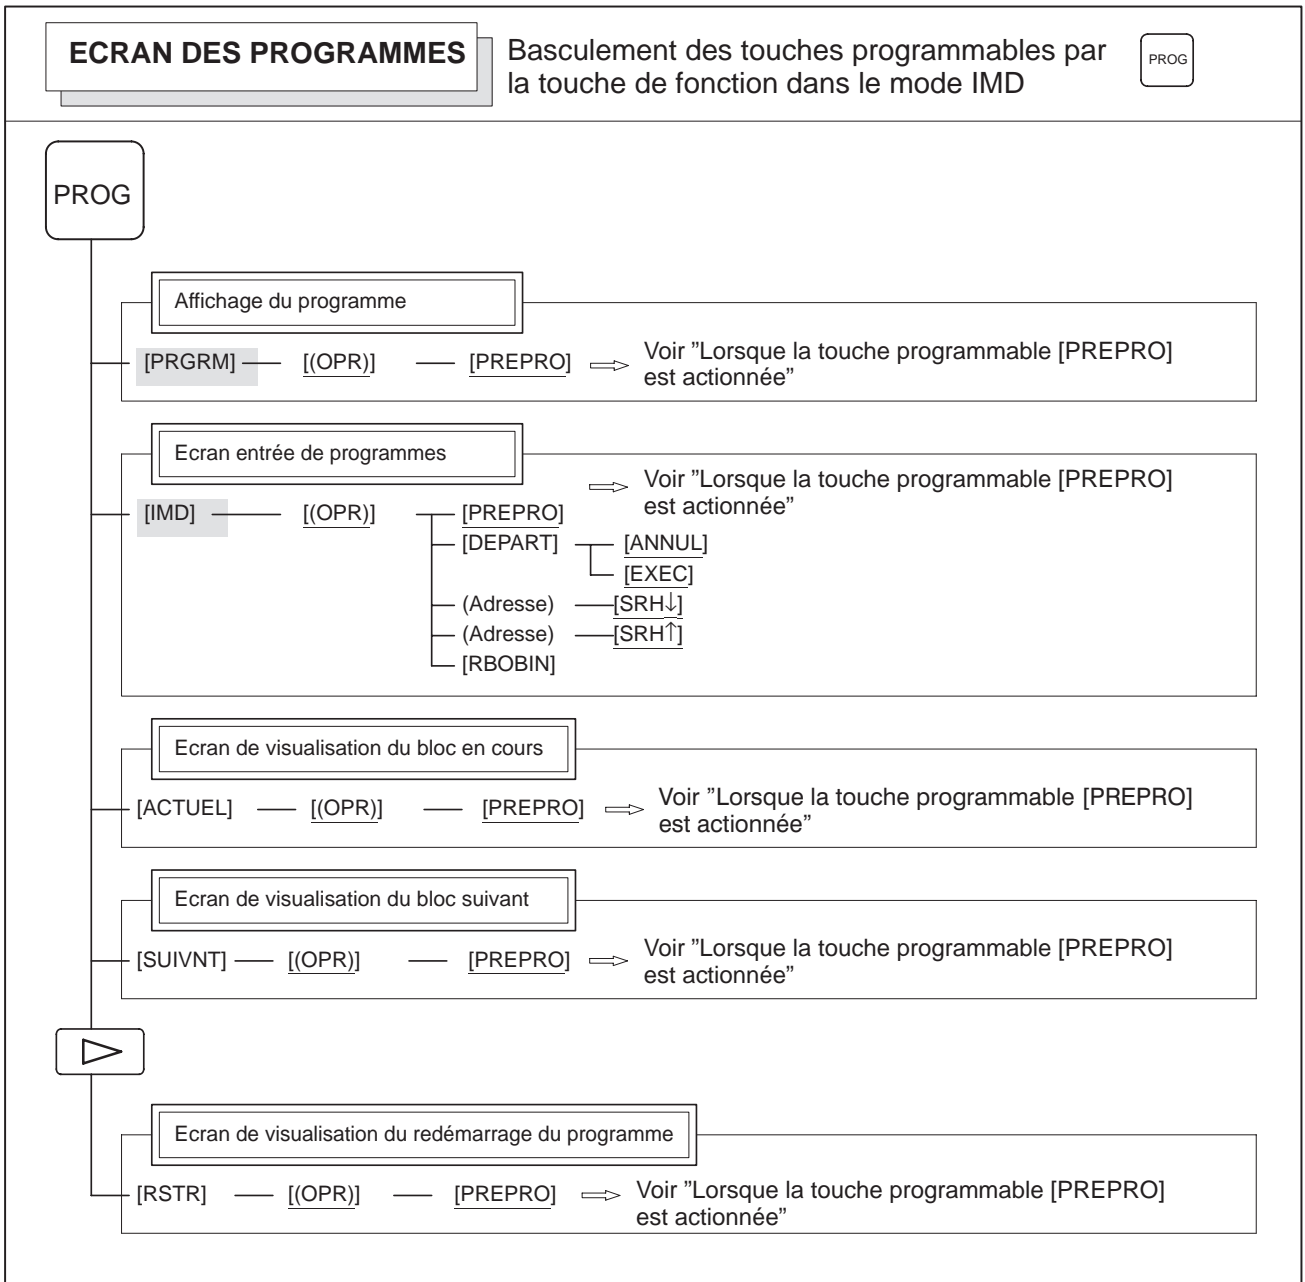 ECRAN DES PROGRAMMES
Basculement des touches programmables par
la touche de fonction dans le mode IMD
PROG
PROG
Affichage du programme
[PRGRM] [(OPR)] [PREPRO] Voir ”Lorsque la touche programmable [PREPRO]
est actionnée”
Ecran entrée de programmes
Voir ”Lorsque la touche programmable [PREPRO]
est actionnée”
[IMD] [(OPR)] [PREPRO]
[DEPART] [ANNUL]
[EXEC]
(Adresse) [SRH↓]
(Adresse) [SRH↑]
[RBOBIN]
Ecran de visualisation du bloc en cours
[ACTUEL] [(OPR)] [PREPRO] Voir ”Lorsque la touche programmable [PREPRO]
est actionnée”
Ecran de visualisation du bloc suivant
[SUIVNT] [(OPR)] [PREPRO] Voir ”Lorsque la touche programmable [PREPRO]
est actionnée”
Ecran de visualisation du redémarrage du programme
[RSTR] [(OPR)] [PREPRO] Voir ”Lorsque la touche programmable [PREPRO]
est actionnée”